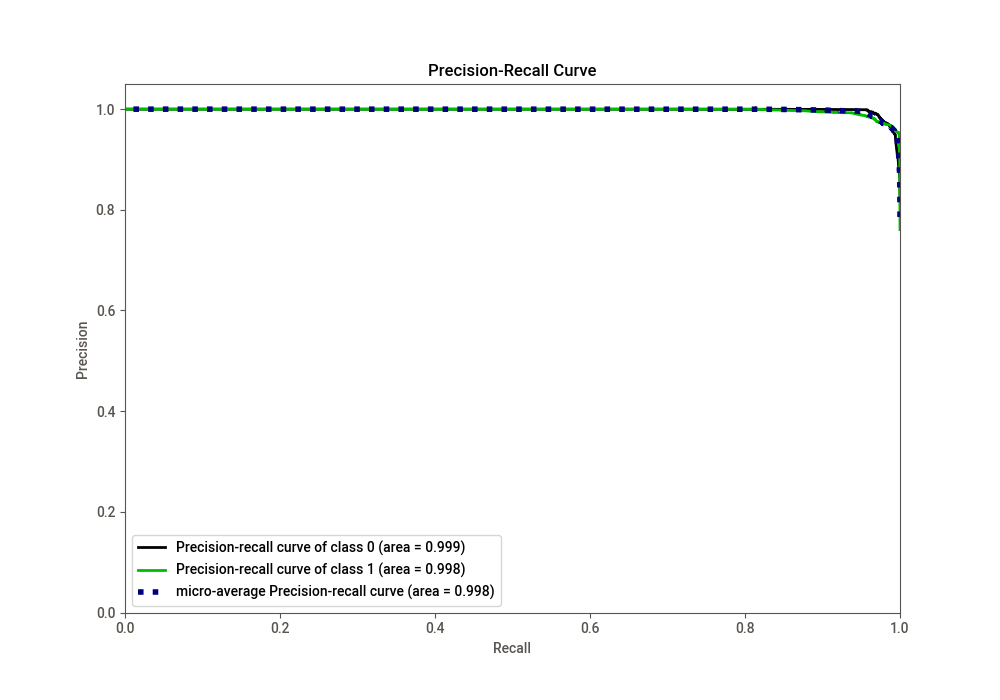 Precision-Recall Curve
1.0
0.8
0.6
0.4
0.2
0.0
Precision
Precision-recall curve of class 0 (area = 0.999)
Precision-recall curve of class 1 (area = 0.998)
micro-average Precision-recall curve (area = 0.998)
0.0 0.2 0.4 0.6 0.8 1.0
Recall